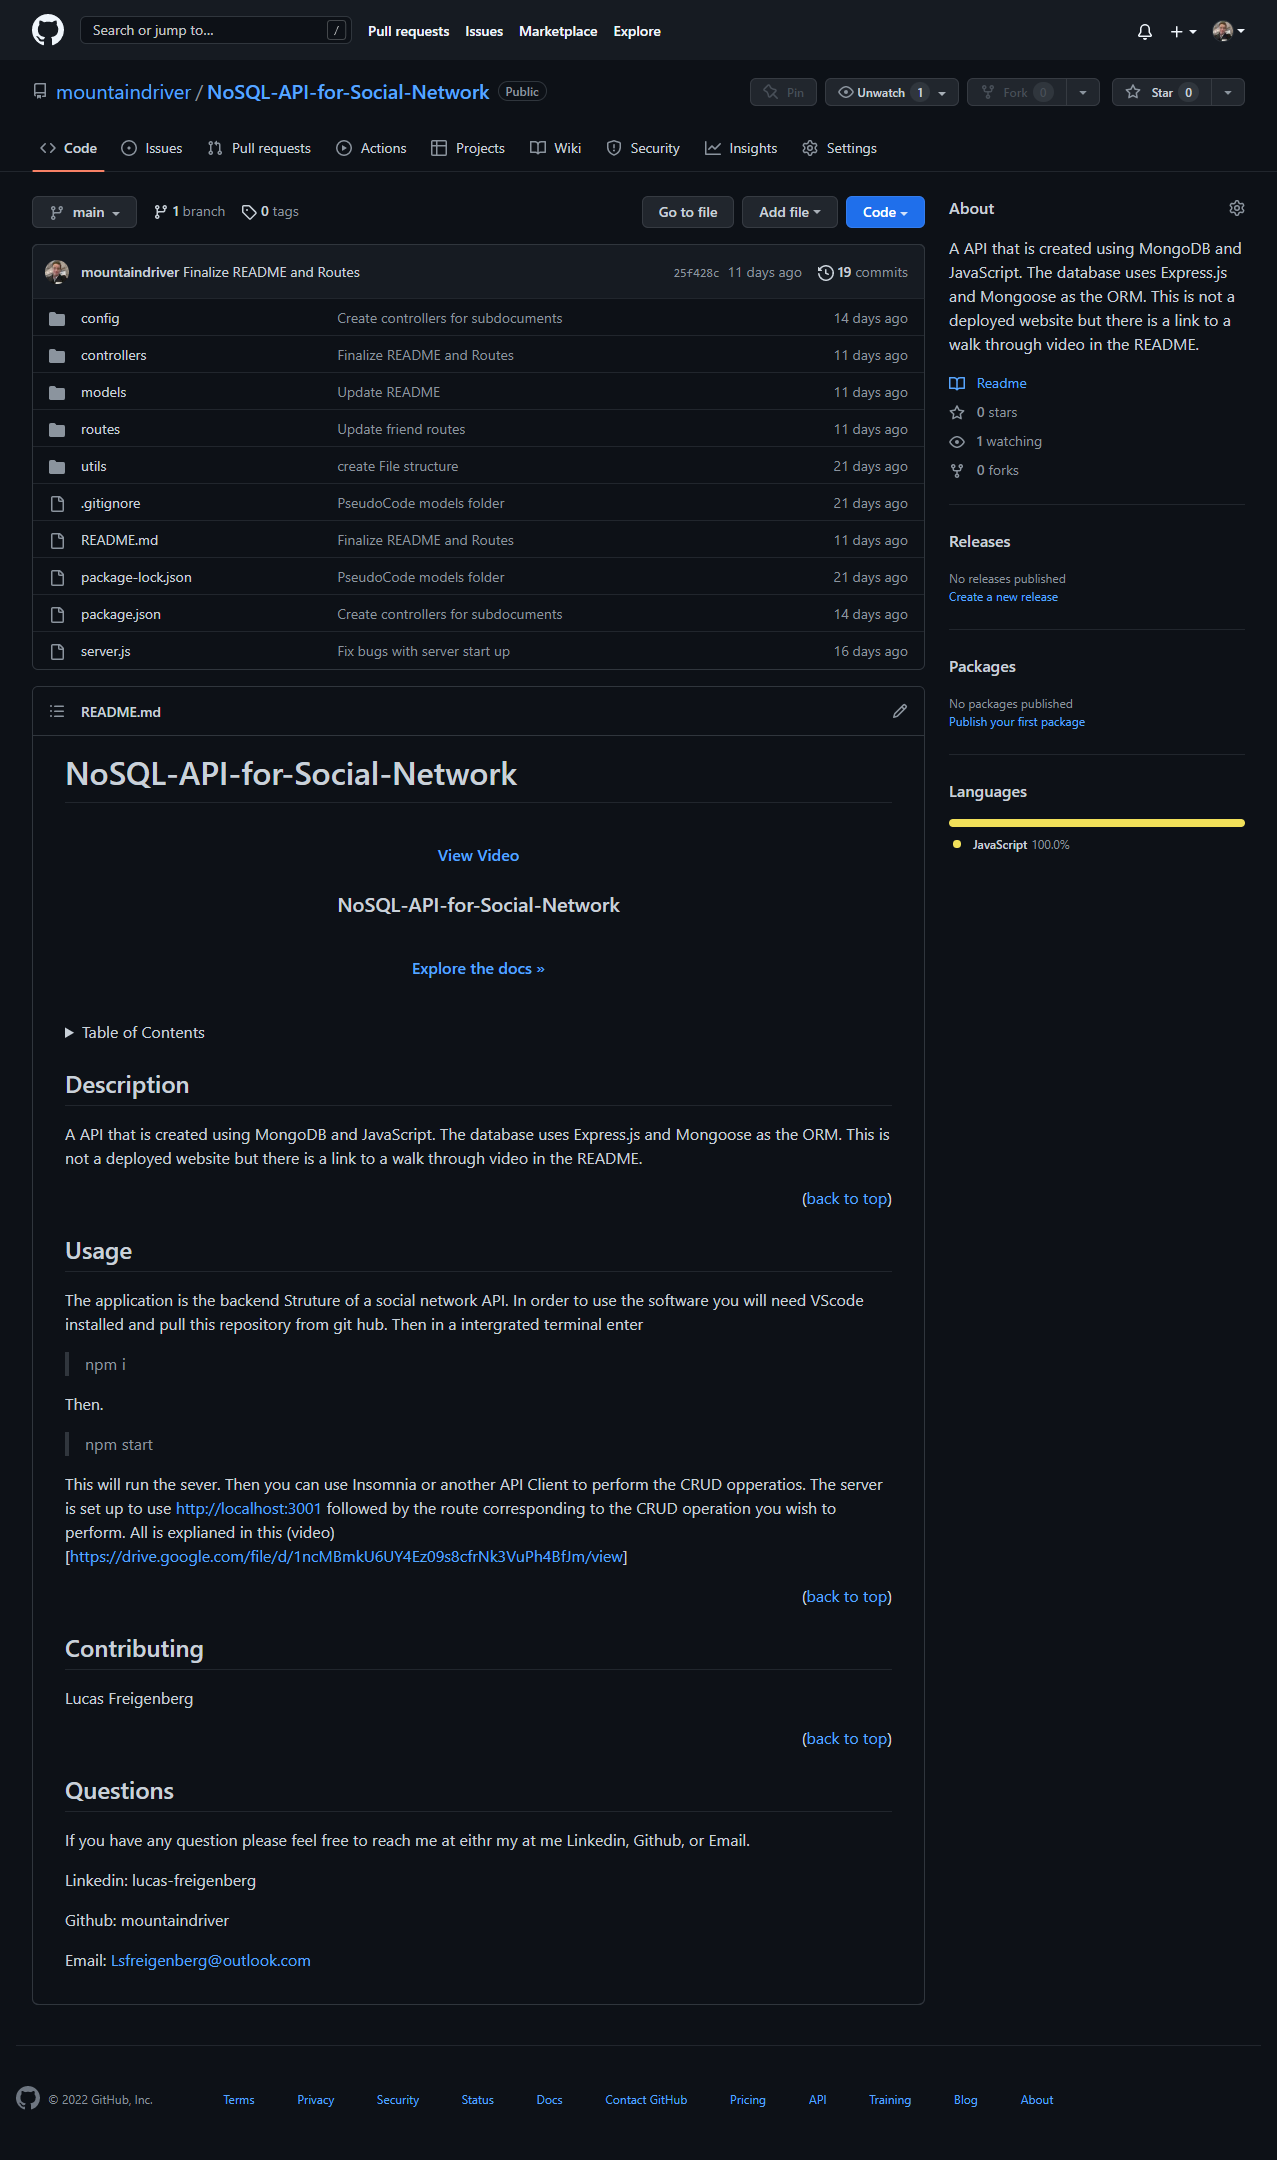 Search or jump to... /
Pull requests Issues Marketplace Explore
mountaindriver / NoSQL-API-for-Social-Network Public
Pin Unwatch 1 Fork 0 Star 0
Code Issues Pull requests Actions Projects Wiki Security Insights Settings
main 1 branch 0 tags Go to file Add file Code
mountaindriver Finalize README and Routes 25f428c 11 days ago 19 commits
config Create controllers for subdocuments 14 days ago
controllers Finalize README and Routes 11 days ago
models Update README 11 days ago
routes Update friend routes 11 days ago
utils create File structure 21 days ago
.gitignore PseudoCode models folder 21 days ago
README.md Finalize README and Routes 11 days ago
package-lock.json PseudoCode models folder 21 days ago
package.json Create controllers for subdocuments 14 days ago
server.js Fix bugs with server start up 16 days ago
About
A API that is created using MongoDB and
JavaScript. The database uses Express.js
and Mongoose as the ORM. This is not a
deployed website but there is a link to a
walk through video in the README.
Readme
0 stars
1 watching
0 forks
Releases
No releases published
Create a new release
Packages
No packages published
Publish your first package
Languages
JavaScript 100.0%
README.md
NoSQL-API-for-Social-Network
View Video
NoSQL-API-for-Social-Network
Explore the docs »
Table of Contents
Description
A API that is created using MongoDB and JavaScript. The database uses Express.js and Mongoose as the ORM. This is
not a deployed website but there is a link to a walk through video in the README.
(back to top)
Usage
The application is the backend Struture of a social network API. In order to use the software you will need VScode
installed and pull this repository from git hub. Then in a intergrated terminal enter
npm i
Then.
npm start
This will run the sever. Then you can use Insomnia or another API Client to perform the CRUD opperatios. The server
is set up to use http://localhost:3001 followed by the route corresponding to the CRUD operation you wish to
perform. All is explianed in this (video)
[https://drive.google.com/file/d/1ncMBmkU6UY4Ez09s8cfrNk3VuPh4BfJm/view]
(back to top)
Contributing
Lucas Freigenberg
(back to top)
Questions
If you have any question please feel free to reach me at eithr my at me Linkedin, Github, or Email.
Linkedin: lucas-freigenberg
Github: mountaindriver
Email: Lsfreigenberg@outlook.com
© 2022 GitHub, Inc. Terms Privacy Security Status Docs Contact GitHub Pricing API Training Blog About